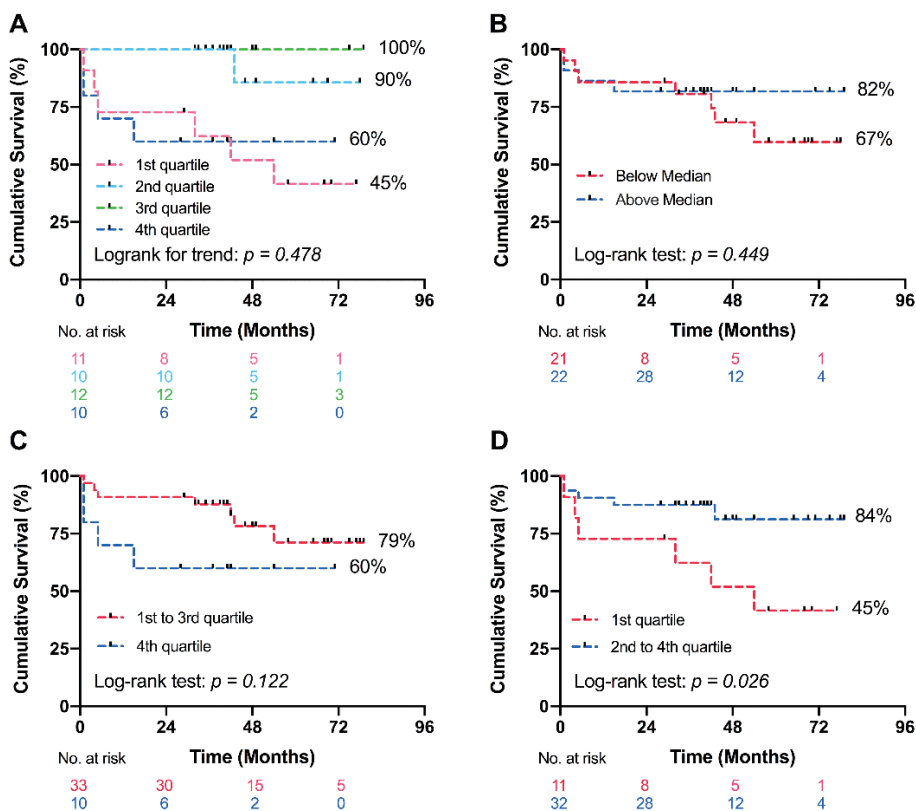 A
Cumulative Survival (%)
100
75
50
25
0
100%
90%
60%
45%
1st quartile
2nd quartile
3rd quartile
4th quartile
Logrank for trend: p = 0.478
0 24 48 72 96
No. at risk Time (Months)
11 8 5 1
10 10 5 1
12 12 5 3
10 6 2 0
B
Cumulative Survival (%)
100
75
50
25
0
82%
67%
Below Median
Above Median
Log-rank test: p = 0.449
0 24 48 72 96
No. at risk Time (Months)
21 8 5 1
22 28 12 4
C
Cumulative Survival (%)
100
75
50
25
0
79%
60%
1st to 3rd quartile
4th quartile
Log-rank test: p = 0.122
0 24 48 72 96
No. at risk Time (Months)
33 30 15 5
10 6 2 0
D
Cumulative Survival (%)
100
75
50
25
0
84%
45%
1st quartile
2nd to 4th quartile
Log-rank test: p = 0.026
0 24 48 72 96
No. at risk Time (Months)
11 8 5 1
32 28 12 4